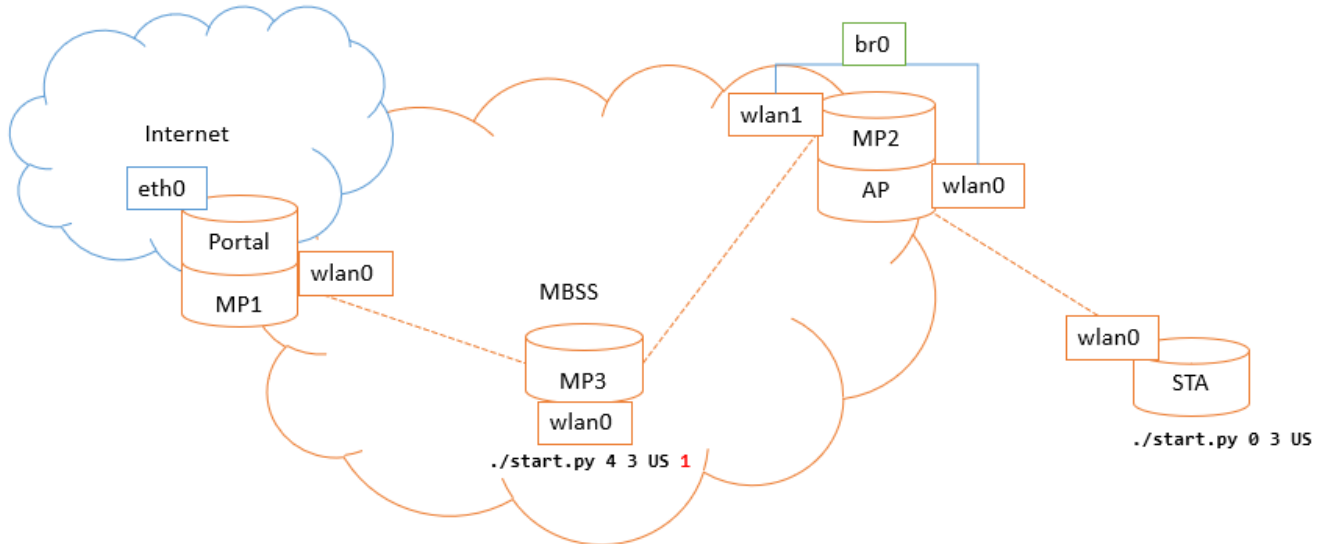 br0
wlan1
MP2
Internet
eth0
AP
wlan0
Portal
wlan0
MP1
MBSS
wlan0
MP3
STA
wlan0
./start.py 0 3 US
./start.py 4 3 US 1